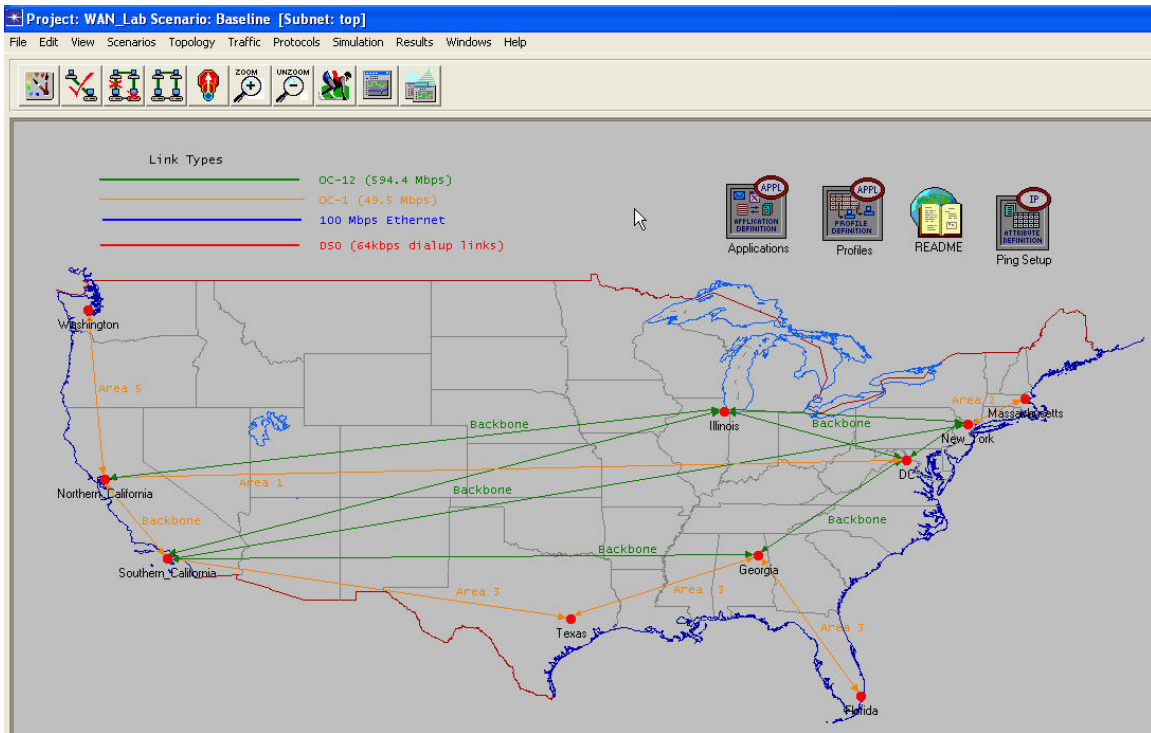 Project: WAN_Lab Scenario: Baseline [Subnet: top]
File Edit View Scenarios Topology Traffic Protocols Simulation Results Windows Help
ZOOM
UNZOOM
Link Types
OC-12 (594.4 Mbps)
OC-1 (49.5 Mbps)
100 Mbps Ethernet
DS0 (64kbps dialup links)
APPL
APPLICATION DEFINITION
Applications
APPL
PROFILE DEFINITION
Profiles
README
IP
ATTRIBUTE DEFINITION
Ping Setup
Washington
Area 5
Area 2
Massachusetts
Illinois
Backbone
Backbone
New_York
DC
Northern_California
Area 1
Backbone
Backbone
Backbone
Backbone
Southern_California
Georgia
Area 3
Area 3
Texas
Area 3
Florida